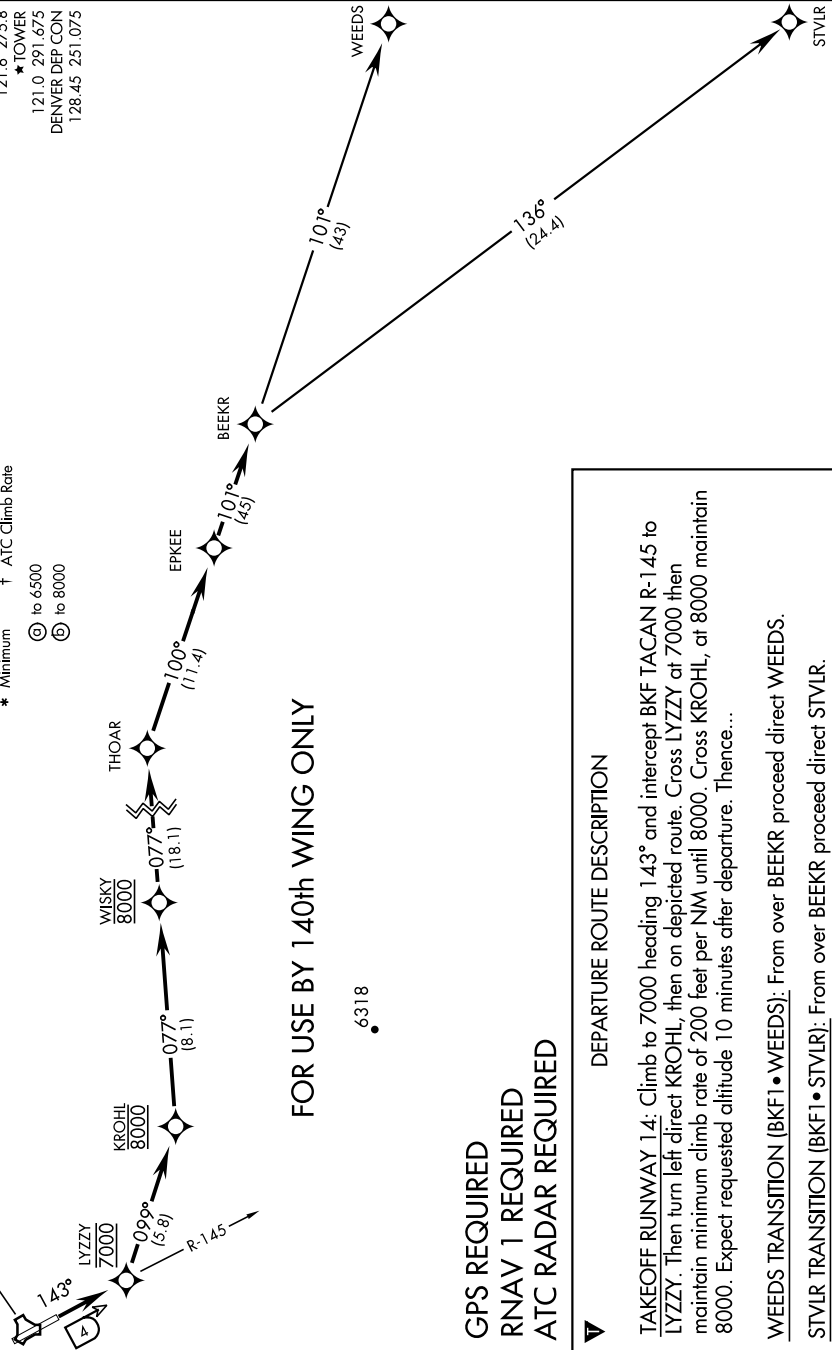 121.6 275.8
★ TOWER
121.0 291.675
DENVER DEP CON
128.45 251.075
* Minimum † ATC Climb Rate
ⓐ to 6500
ⓑ to 8000
143°
4
LYZZY
7000
R-145
099°
(5.8)
KROHL
8000
077°
(8.1)
WISKY
8000
077°
(18.1)
THOAR
100°
(11.4)
EPKEE
101°
(45)
BEEKR
101°
(43)
WEEDS
136°
(24.4)
STVLR
FOR USE BY 140th WING ONLY
6318
GPS REQUIRED
RNAV 1 REQUIRED
ATC RADAR REQUIRED
T
DEPARTURE ROUTE DESCRIPTION
TAKEOFF RUNWAY 14: Climb to 7000 heading 143° and intercept BKF TACAN R-145 to
LYZZY. Then turn left direct KROHL, then on depicted route. Cross LYZZY at 7000 then
maintain minimum climb rate of 200 feet per NM until 8000. Cross KROHL, at 8000 maintain
8000. Expect requested altitude 10 minutes after departure. Thence...
WEEDS TRANSITION (BKF1•WEEDS): From over BEEKR proceed direct WEEDS.
STVLR TRANSITION (BKF1•STVLR): From over BEEKR proceed direct STVLR.